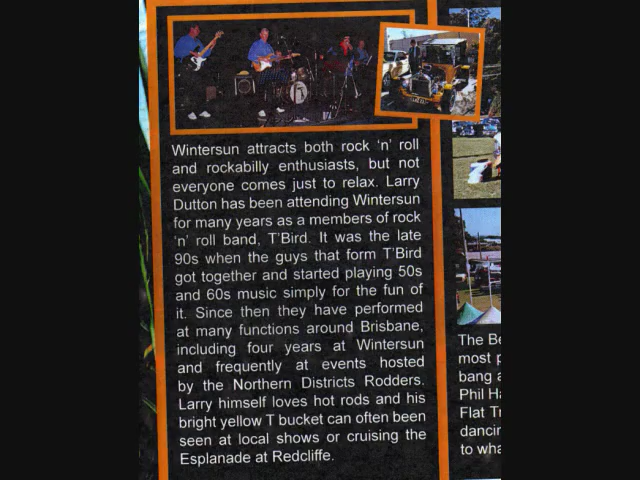 Wintersun attracts both rock 'n' roll
and rockabilly enthusiasts, but not
everyone comes just to relax. Larry
Dutton has been attending Wintersun
for many years as a members of rock
'n' roll band, T'Bird. It was the late
90s when the guys that form T'Bird
got together and started playing 50s
and 60s music simply for the fun of
it. Since then they have performed
at many functions around Brisbane,
including four years at Wintersun
and frequently at events hosted
by the Northern Districts Rodders.
Larry himself loves hot rods and his
bright yellow T bucket can often been
seen at local shows or cruising the
Esplanade at Redcliffe.
The Be
most p
bang a
Phil Ha
Flat Tr
dancin
to wha